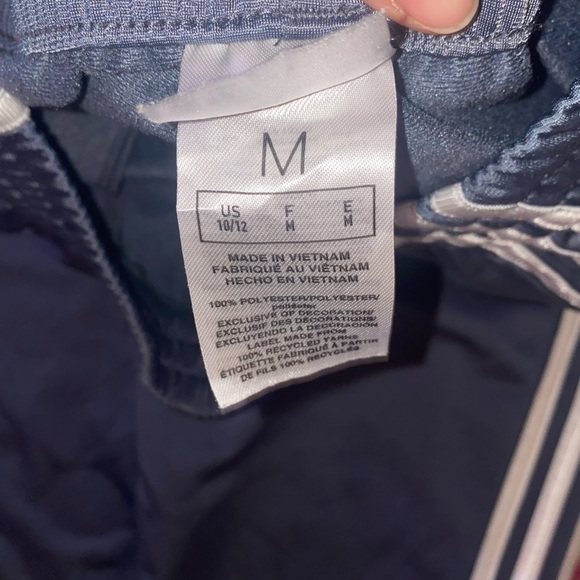 M
US F E
10/12 M M
MADE IN VIETNAM
FABRIQUÉ AU VIÊTNAM
HECHO EN VIETNAM
100% POLYESTER/POLYESTER/
poliéster
EXCLUSIVE OF DECORATION/
EXCLUSIF DES DÉCORATIONS/
EXCLUYENDO LA DECORACIÓN
LABEL MADE FROM
100% RECYCLED YARNS
ÉTIQUETTE FABRIQUÉE À PARTIR
DE FILS 100% RECYCLÉS